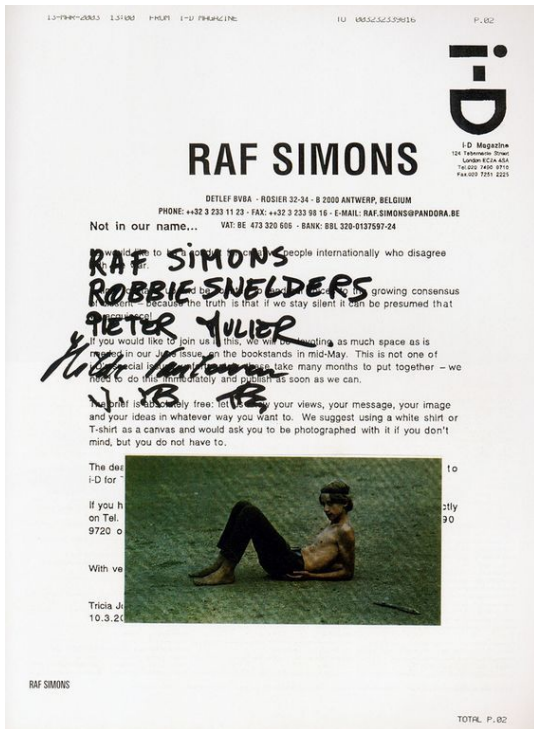 13-MAR-2003 13:00 FROM i-D MAGAZINE TO 003232339816 P.02
i-D
i-D Magazine
124 Tabernacle Street
London EC2A 4SA
Tel.020 7490 9710
Fax.020 7251 2225
RAF SIMONS
DETLEF BVBA - ROSIER 32-34 - B 2000 ANTWERP, BELGIUM
PHONE: ++32 3 233 11 23 - FAX: ++32 3 233 98 16 - E-MAIL: RAF.SIMONS@PANDORA.BE
Not in our name... VAT: BE 473 320 606 - BANK: BBL 320-0137597-24
would like to be a people internationally who disagree
RAF SIMONS
war.
ROBBIE SNELDERS
growing consensus
because the truth is that if we stay silent it can be presumed that
PIETER MULIER
If you would like to join us in this, we will be devoting, as much space as is
needed in our June issue, on the bookstands in mid-May. This is not one of
special take many months to put together – we
need to do this immediately and publish as soon as we can.
brief is absolutely free: let your views, your message, your image
and your ideas in whatever way you want to. We suggest using a white shirt or
T-shirt as a canvas and would ask you to be photographed with it if you don't
mind, but you do not have to.
The to
i-D for
If you
on Tel. 90
9720
With
Tricia
10.3.20
RAF SIMONS
TOTAL P.02